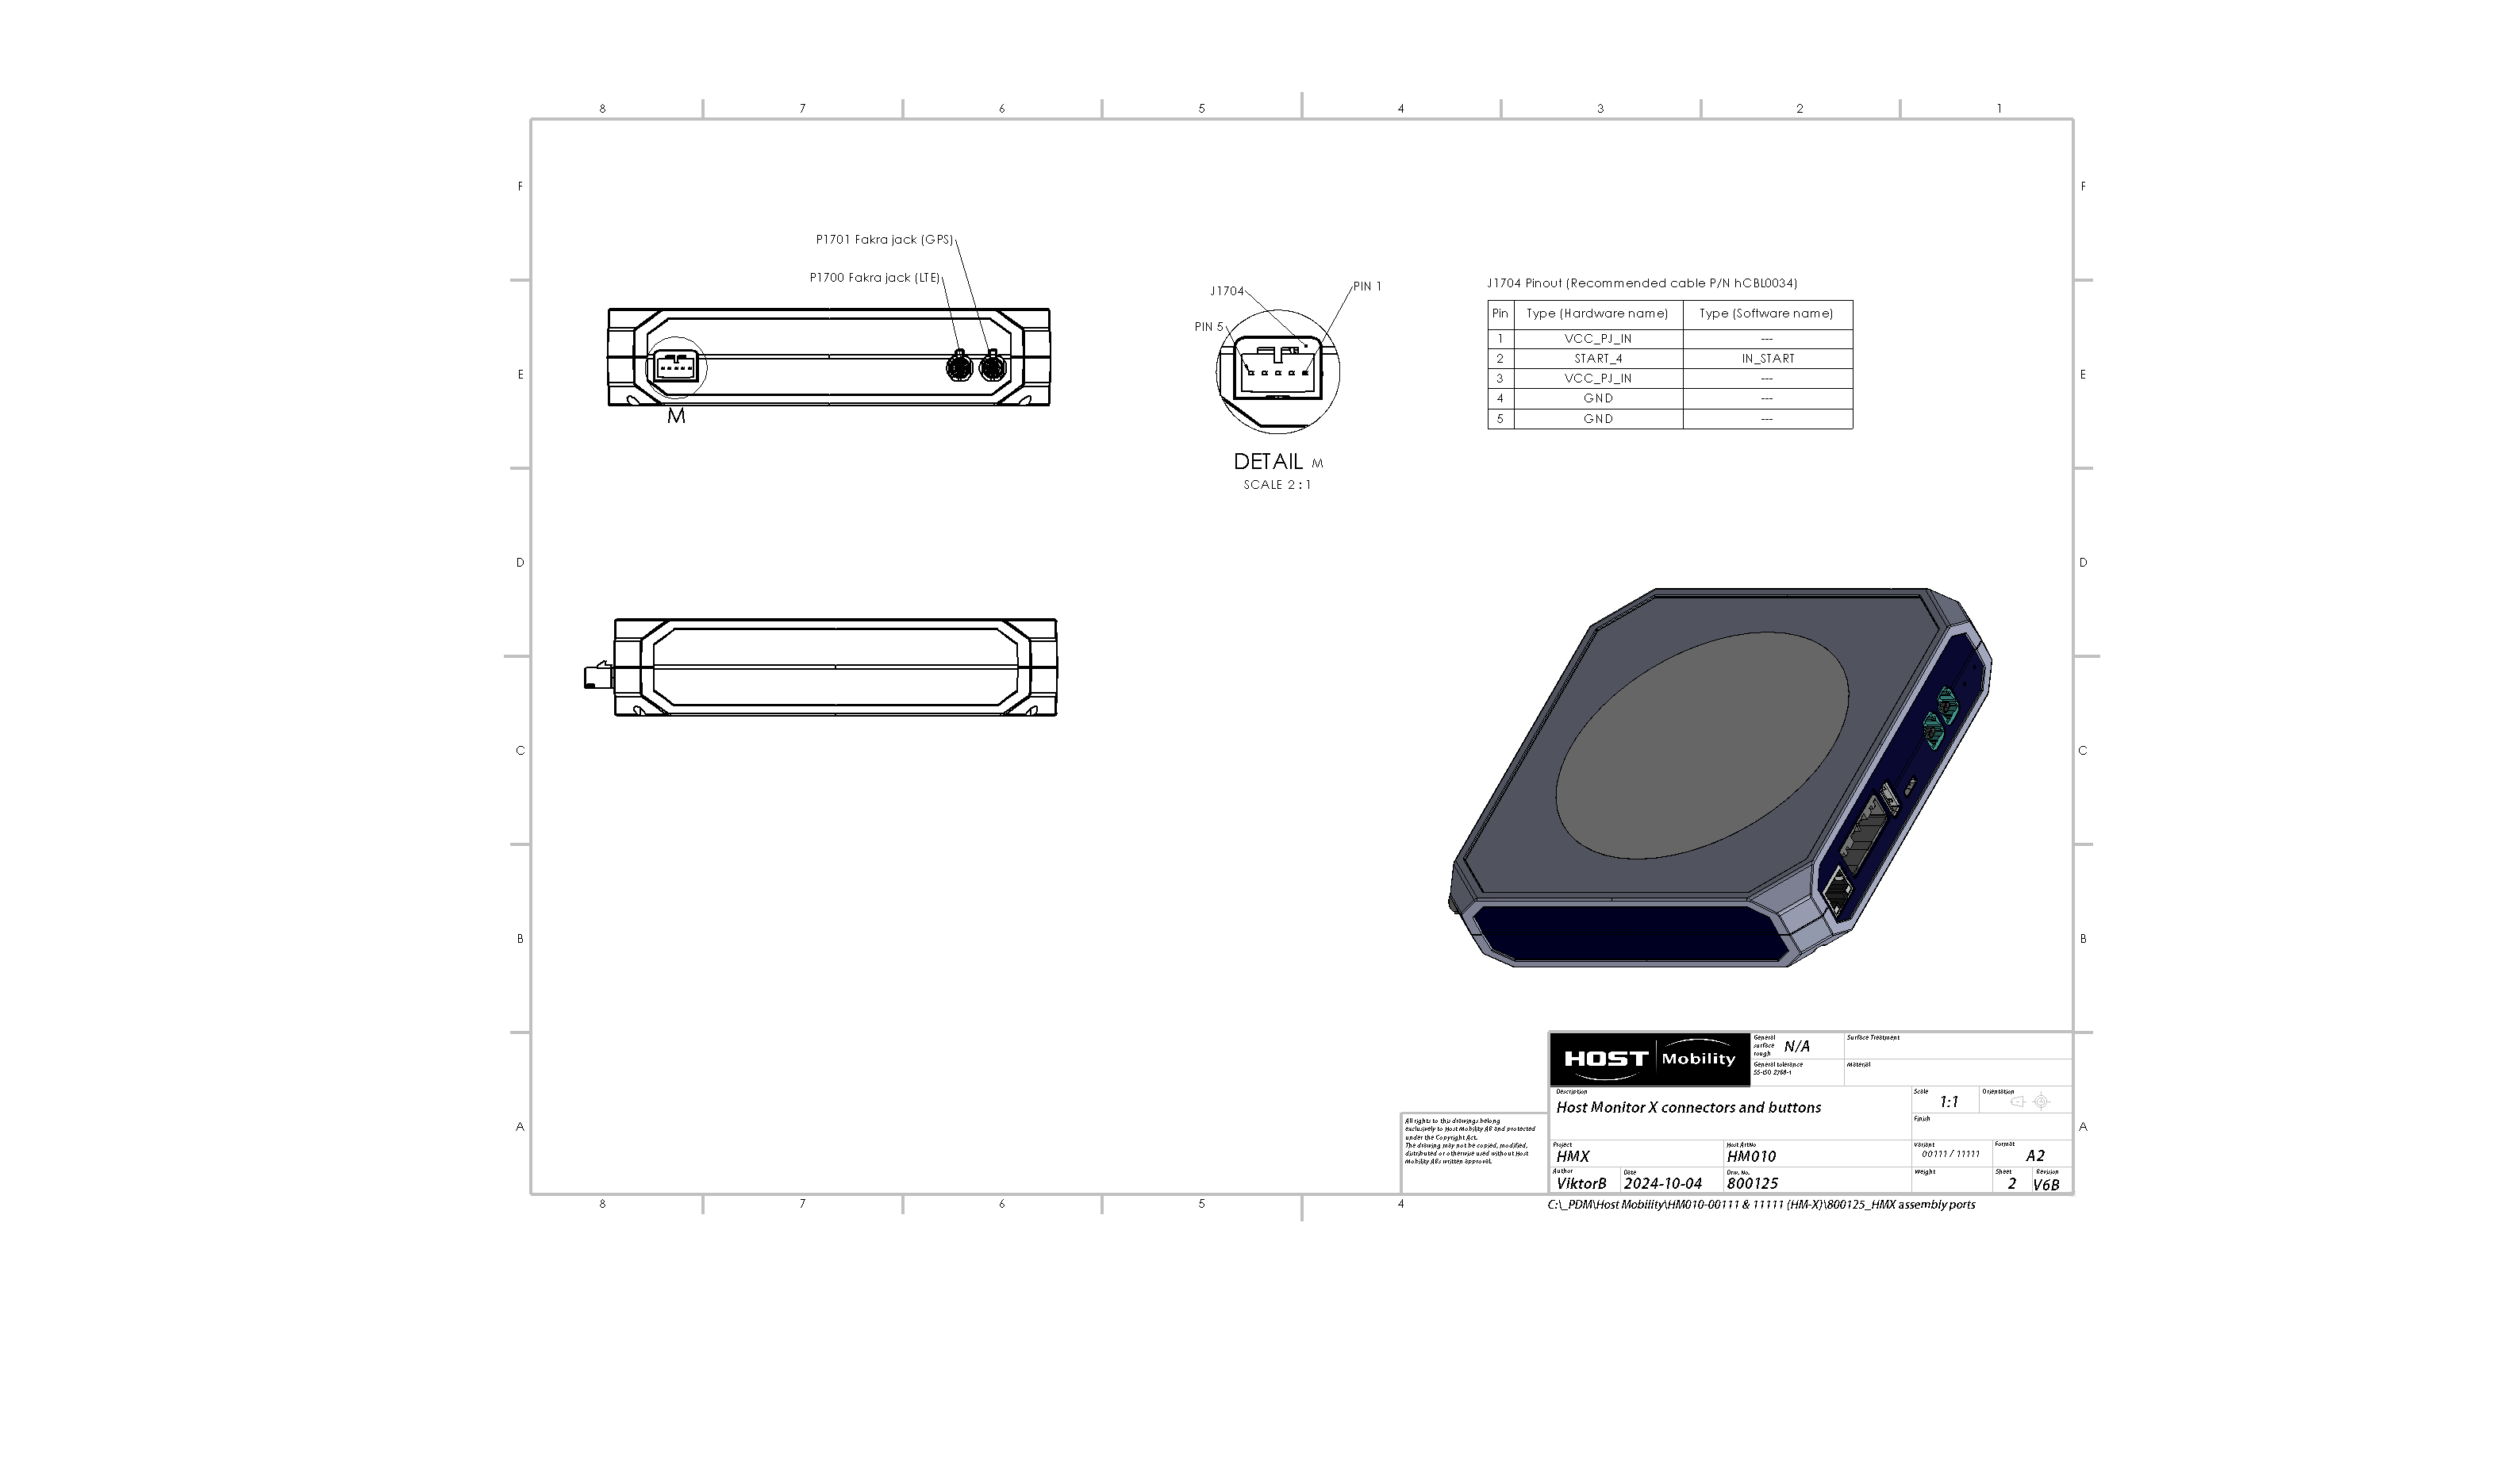 8 7 6 5 4 3 2 1
F F
E E
D D
C C
B B
A A
P1701 Fakra jack (GPS)
P1700 Fakra jack (LTE)
M
J1704
PIN 1
PIN 5
DETAIL M
SCALE 2 : 1
J1704 Pinout (Recommended cable P/N hCBL0034)
Pin Type (Hardware name) Type (Software name)
1 VCC_PJ_IN ---
2 START_4 IN_START
3 VCC_PJ_IN ---
4 GND ---
5 GND ---
HOST Mobility
General surface rough N/A
Surface Treatment
General tolerance
SS-ISO 2768-1
Material
Description
Host Monitor X connectors and buttons
Scale 1:1
Orientation
Finish
Project HMX
Host ArtNo HM010
Variant 00111 / 11111
Format A2
Author ViktorB
Date 2024-10-04
Drw. No. 800125
Weight
Sheet 2
Revision V6B
All rights to this drawings belong
exclusively to Host Mobility AB and protected
under the Copyright Act.
The drawing may not be copied, modified,
distributed or otherwise used without Host
Mobility ABs written approval.
8 7 6 5 4
C:\_PDM\Host Mobility\HM010-00111 & 11111 (HM-X)\800125_HMX assembly ports